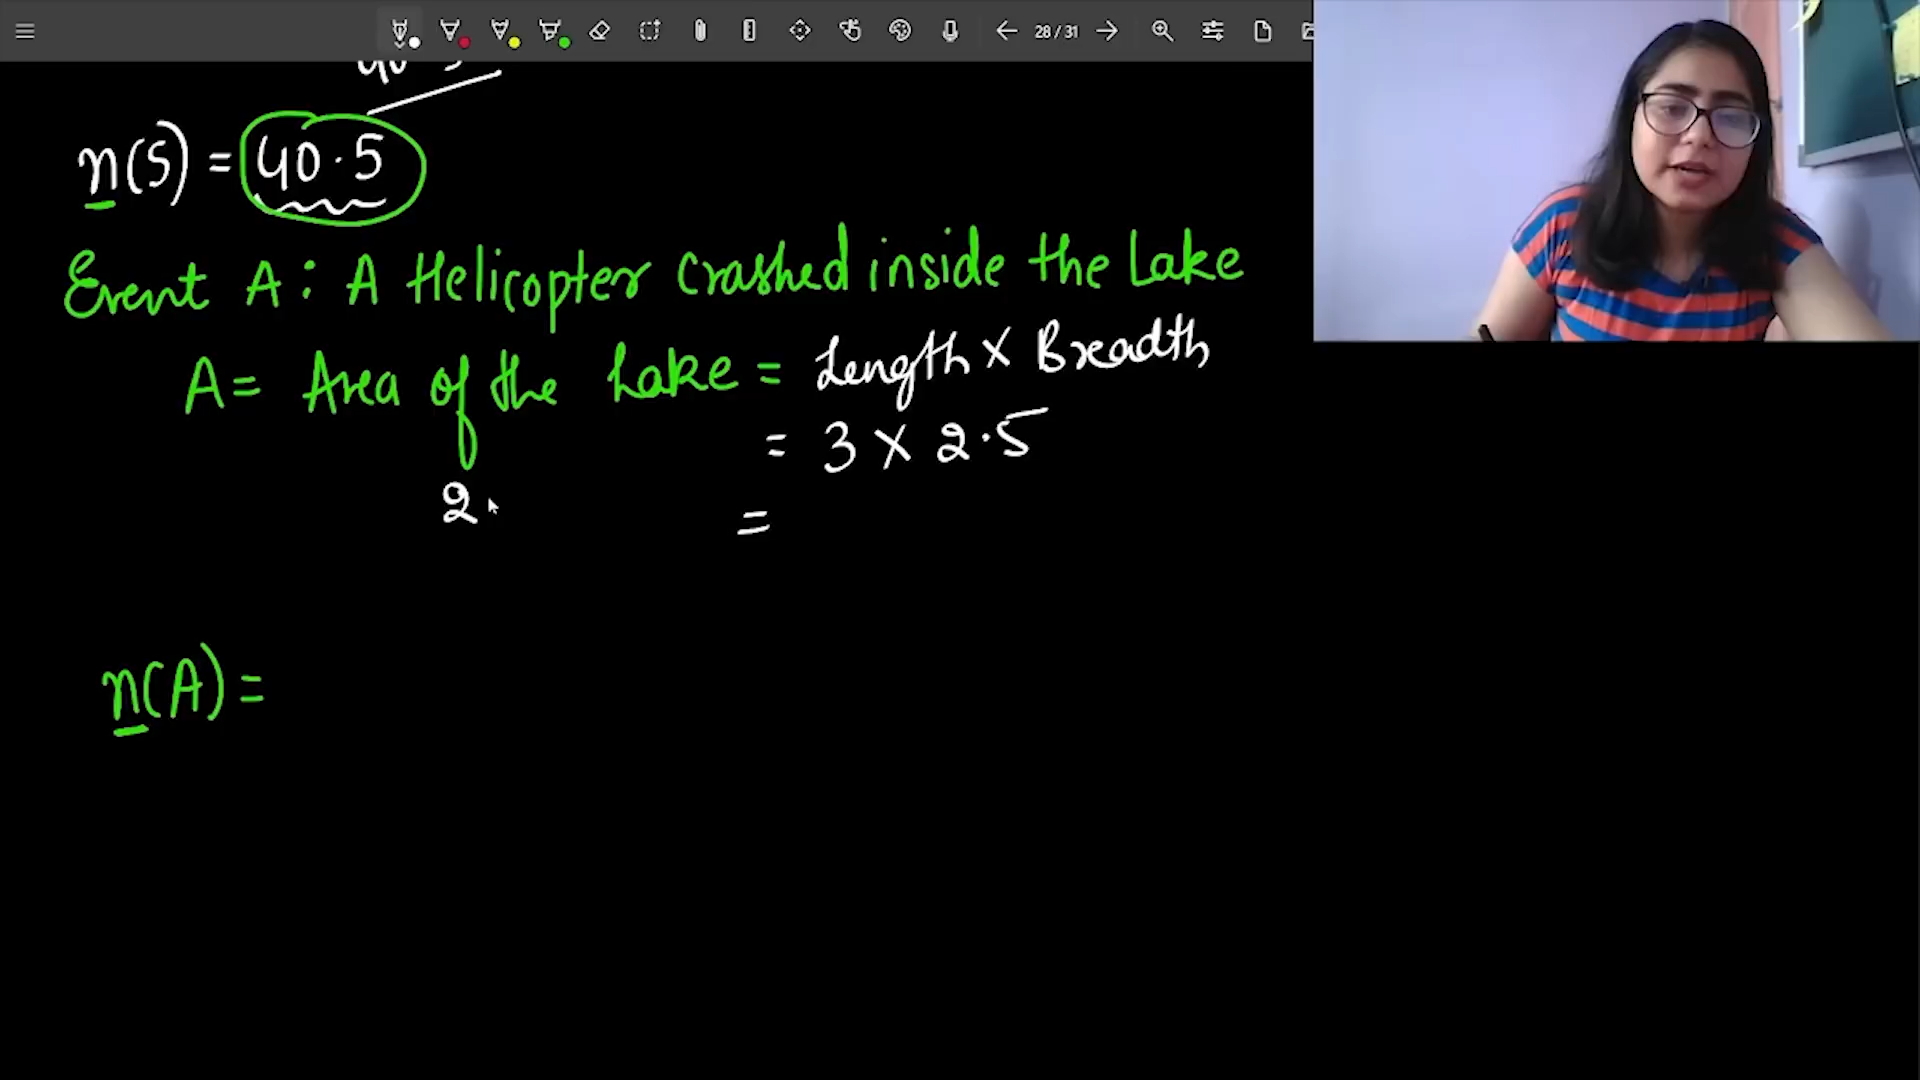 28 / 31
n(S) = 40.5
Event A : A Helicopter crashed inside the Lake
A = Area of the Lake = Length X Breadth
= 3 X 2.5
2.
=
n(A) =